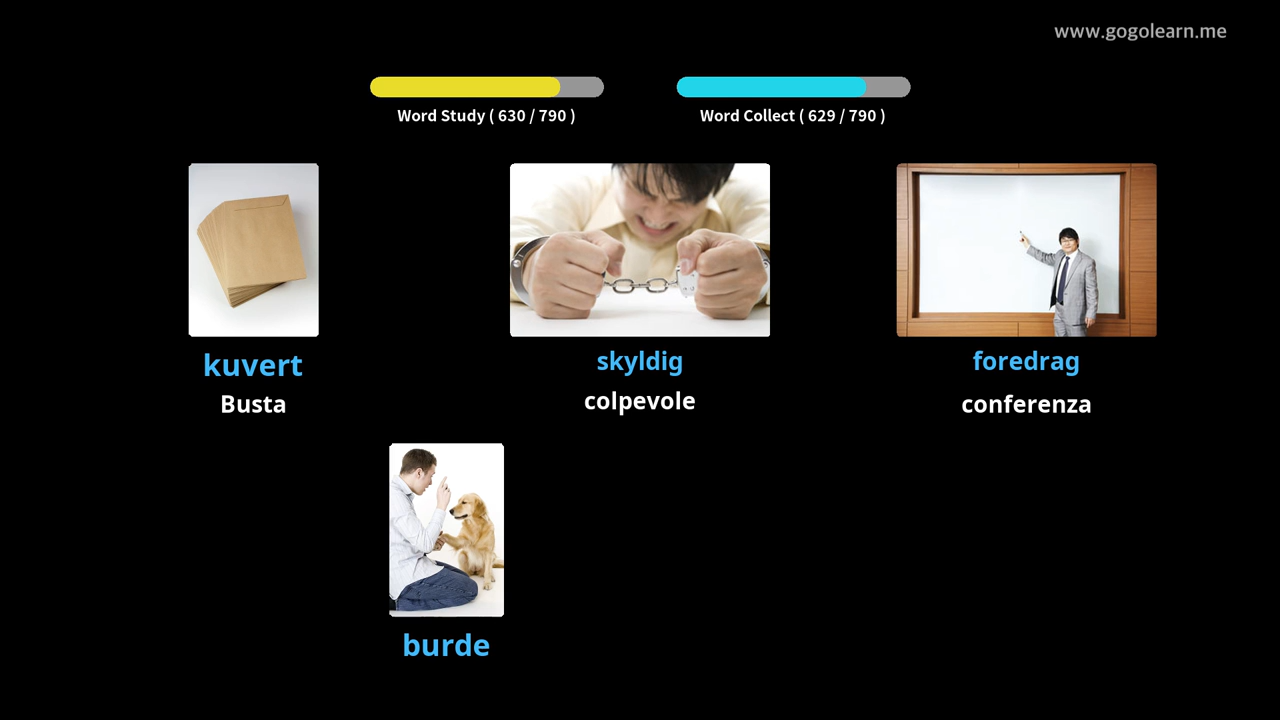 www.gogolearn.me
Word Study ( 630 / 790 )
Word Collect ( 629 / 790 )
kuvert
Busta
skyldig
colpevole
foredrag
conferenza
burde